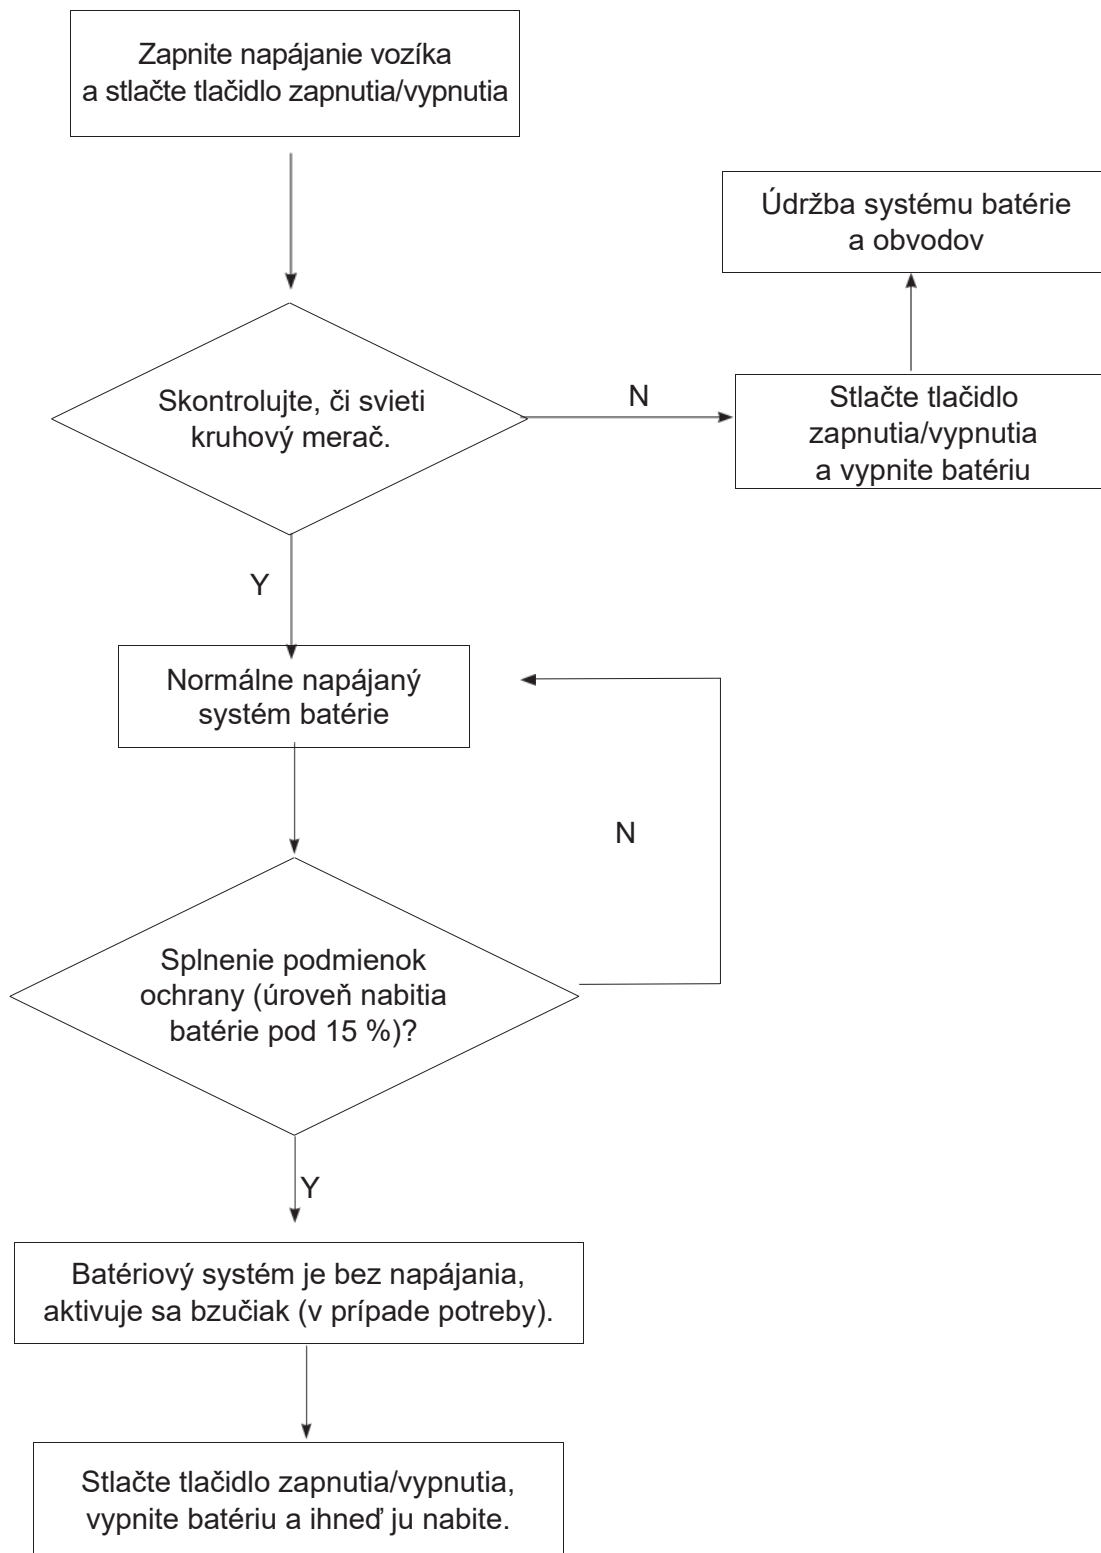 Zapnite napájanie vozíka
a stlačte tlačidlo zapnutia/vypnutia
Údržba systému batérie
a obvodov
Skontrolujte, či svieti
kruhový merač.
N
Stlačte tlačidlo
zapnutia/vypnutia
a vypnite batériu
Y
Normálne napájaný
systém batérie
N
Splnenie podmienok
ochrany (úroveň nabitia
batérie pod 15 %)?
Y
Batériový systém je bez napájania,
aktivuje sa bzučiak (v prípade potreby).
Stlačte tlačidlo zapnutia/vypnutia,
vypnite batériu a ihneď ju nabite.